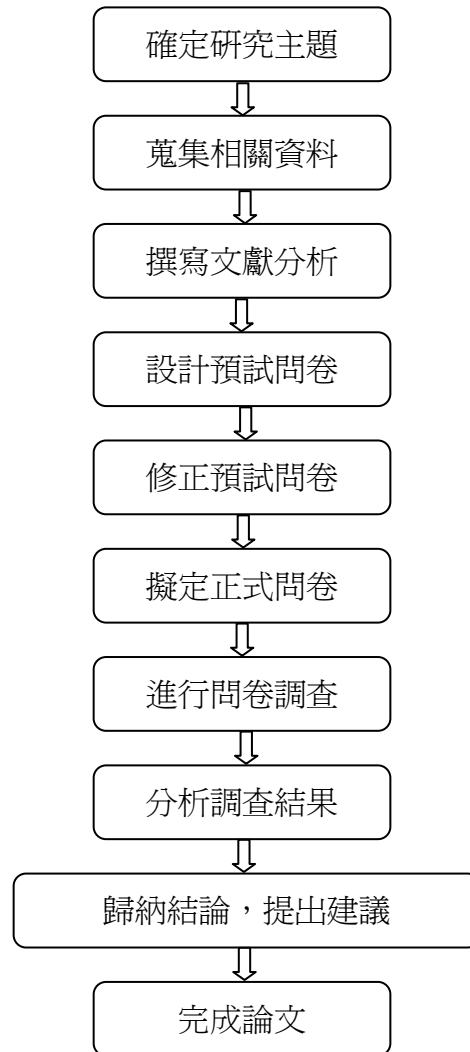 確定研究主題
蒐集相關資料
撰寫文獻分析
設計預試問卷
修正預試問卷
擬定正式問卷
進行問卷調查
分析調查結果
歸納結論，提出建議
完成論文